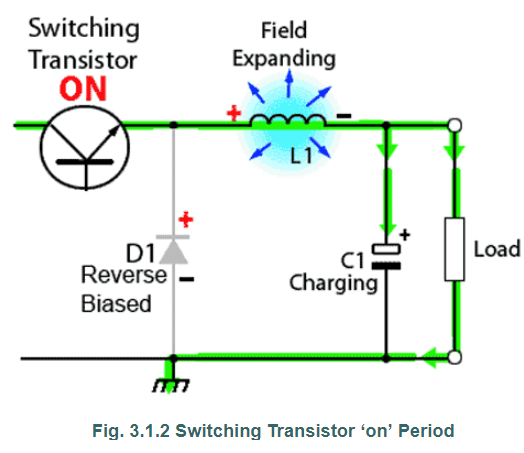 Switching
Transistor
ON
Field
Expanding
+
-
L1
+
D1
Reverse
Biased
-
+
C1
Charging
Load
Fig. 3.1.2 Switching Transistor ‘on’ Period